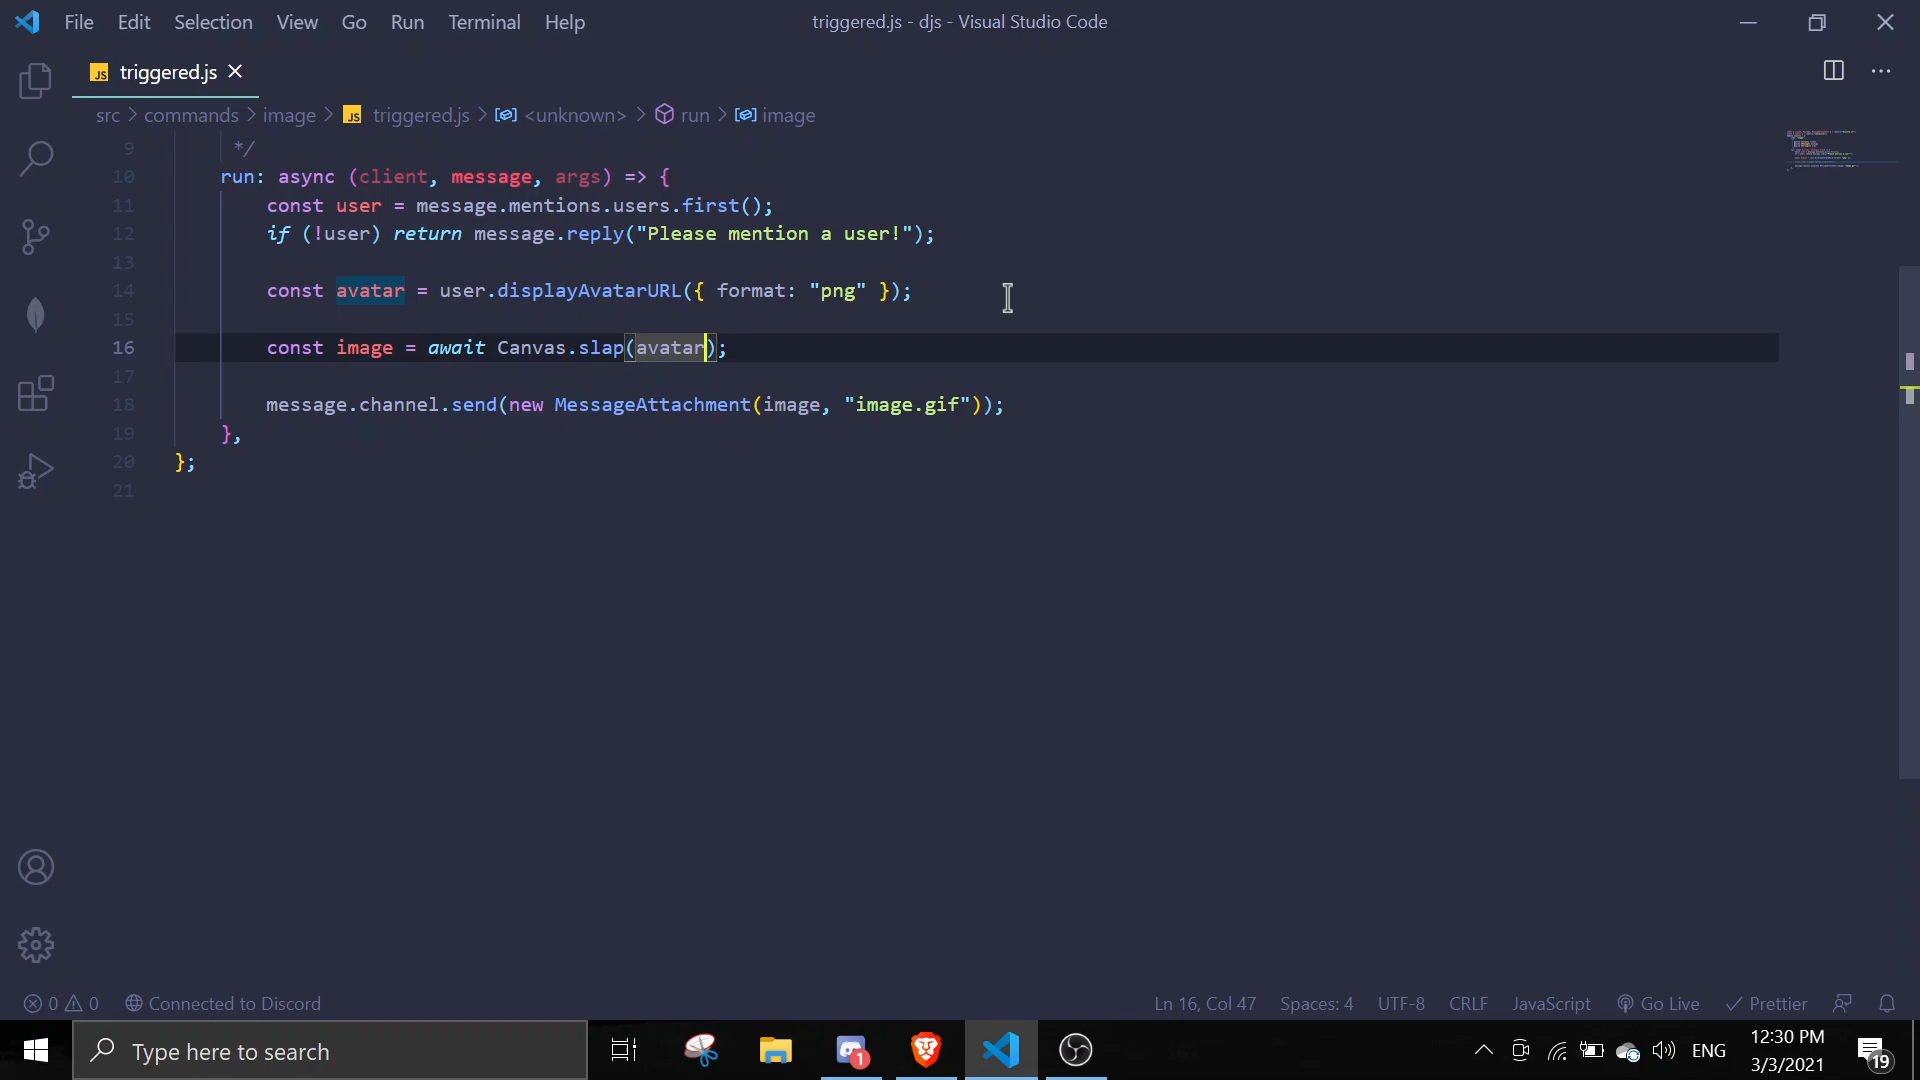 File Edit Selection View Go Run Terminal Help triggered.js - djs - Visual Studio Code
JS triggered.js
src > commands > image > JS triggered.js > <unknown> > run > image
9 */
10 run: async (client, message, args) => {
11 const user = message.mentions.users.first();
12 if (!user) return message.reply("Please mention a user!");
13
14 const avatar = user.displayAvatarURL({ format: "png" });
15
16 const image = await Canvas.slap(avatar);
17
18 message.channel.send(new MessageAttachment(image, "image.gif"));
19 },
20 };
21
0 0 Connected to Discord Ln 16, Col 47 Spaces: 4 UTF-8 CRLF JavaScript Go Live Prettier
Type here to search 1 ENG 12:30 PM 19
3/3/2021